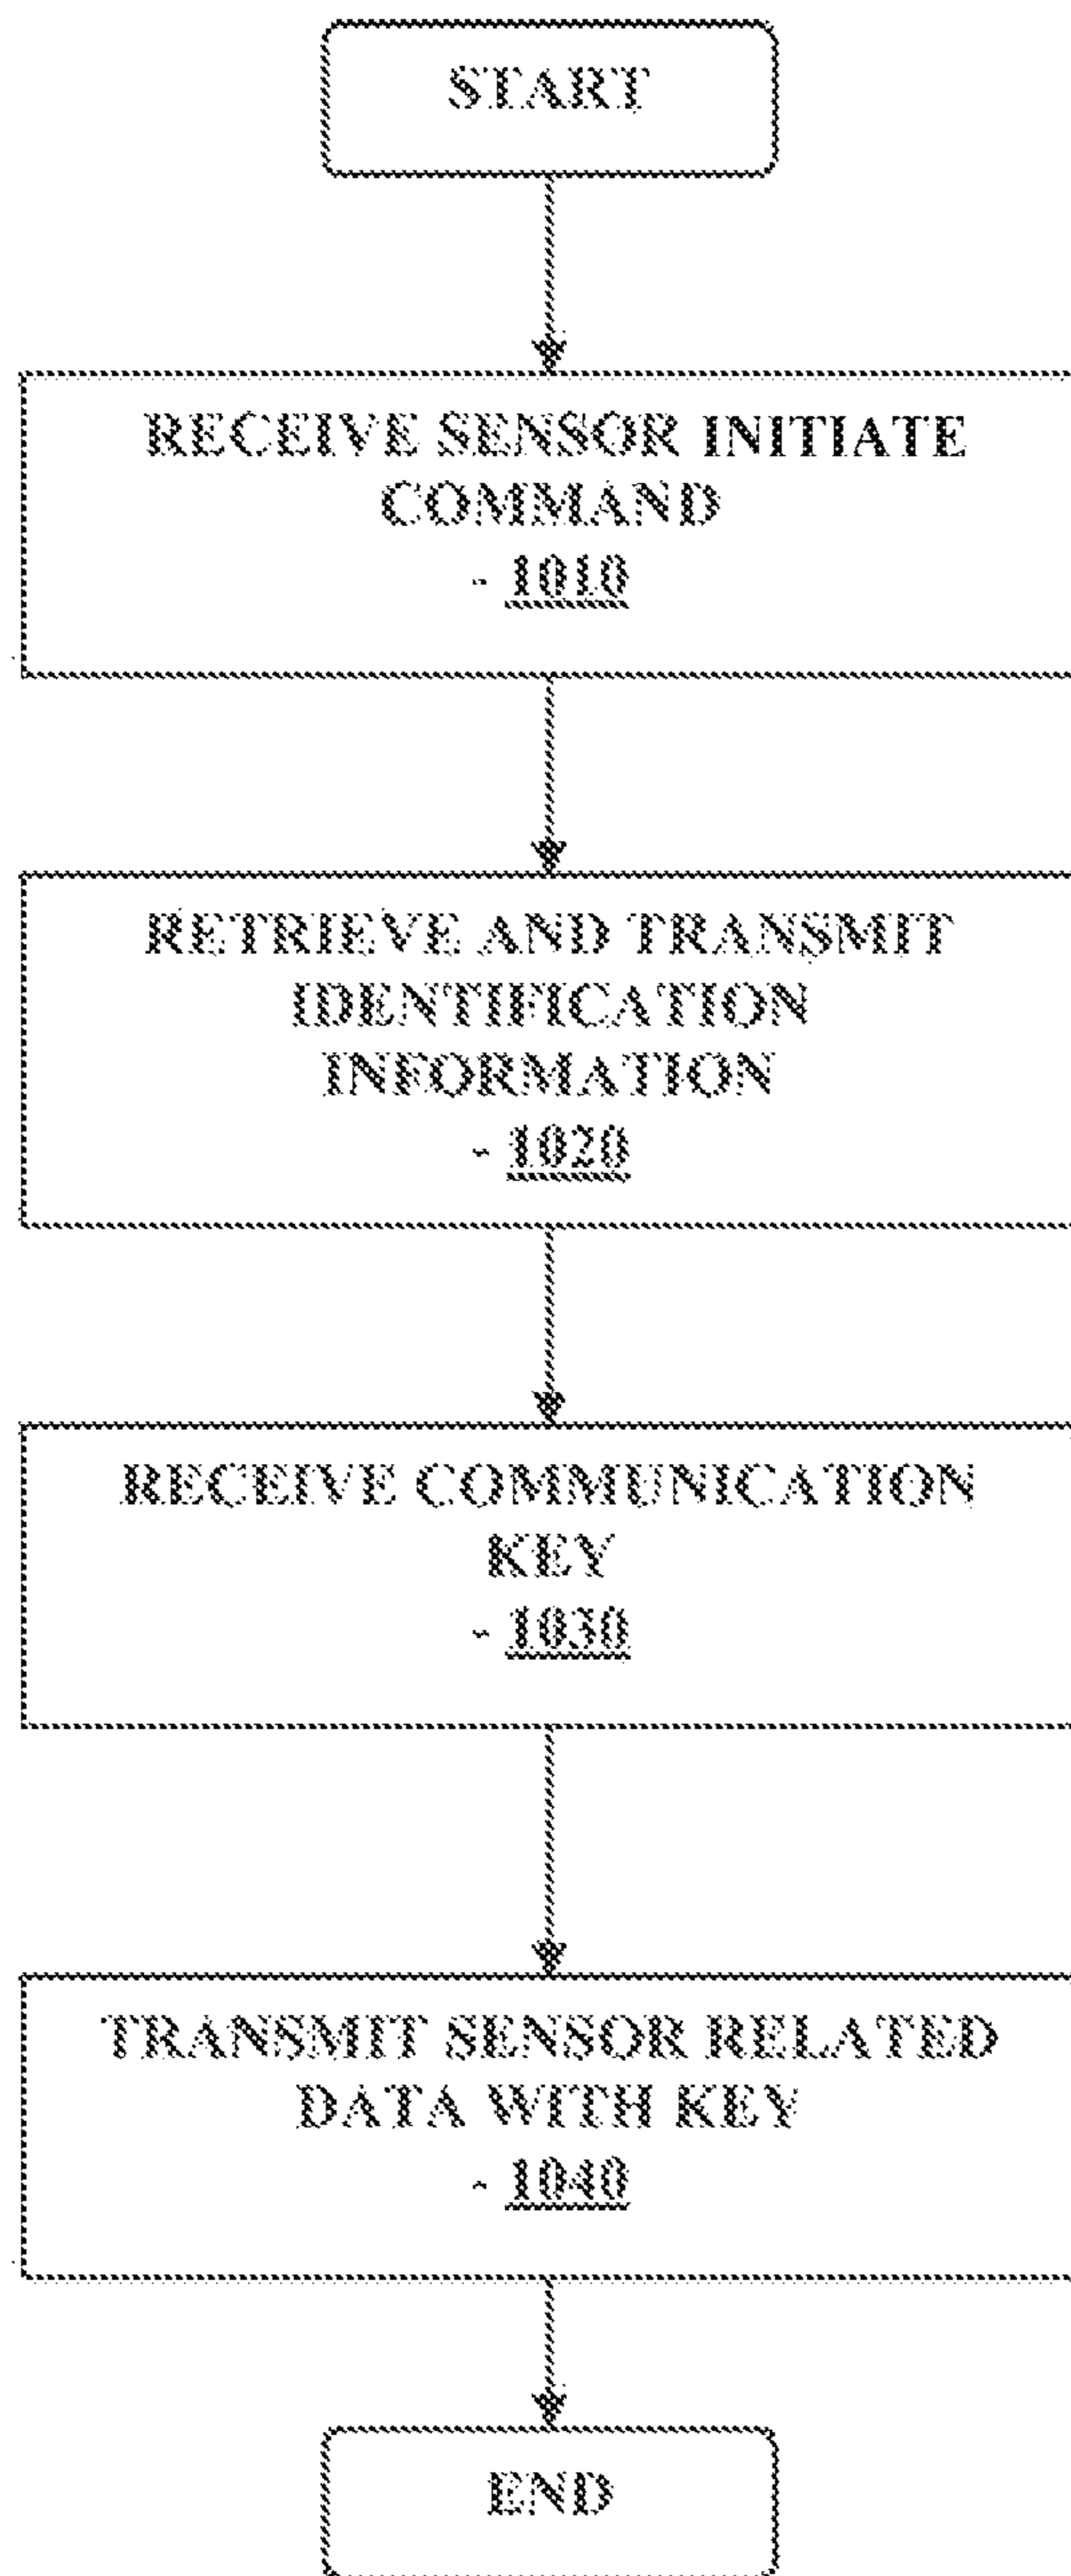 START
RECEIVE SENSOR INITIATE
COMMAND
- 1010
RETRIEVE AND TRANSMIT
IDENTIFICATION
INFORMATION
- 1020
RECEIVE COMMUNICATION
KEY
- 1030
TRANSMIT SENSOR RELATED
DATA WITH KEY
- 1040
END